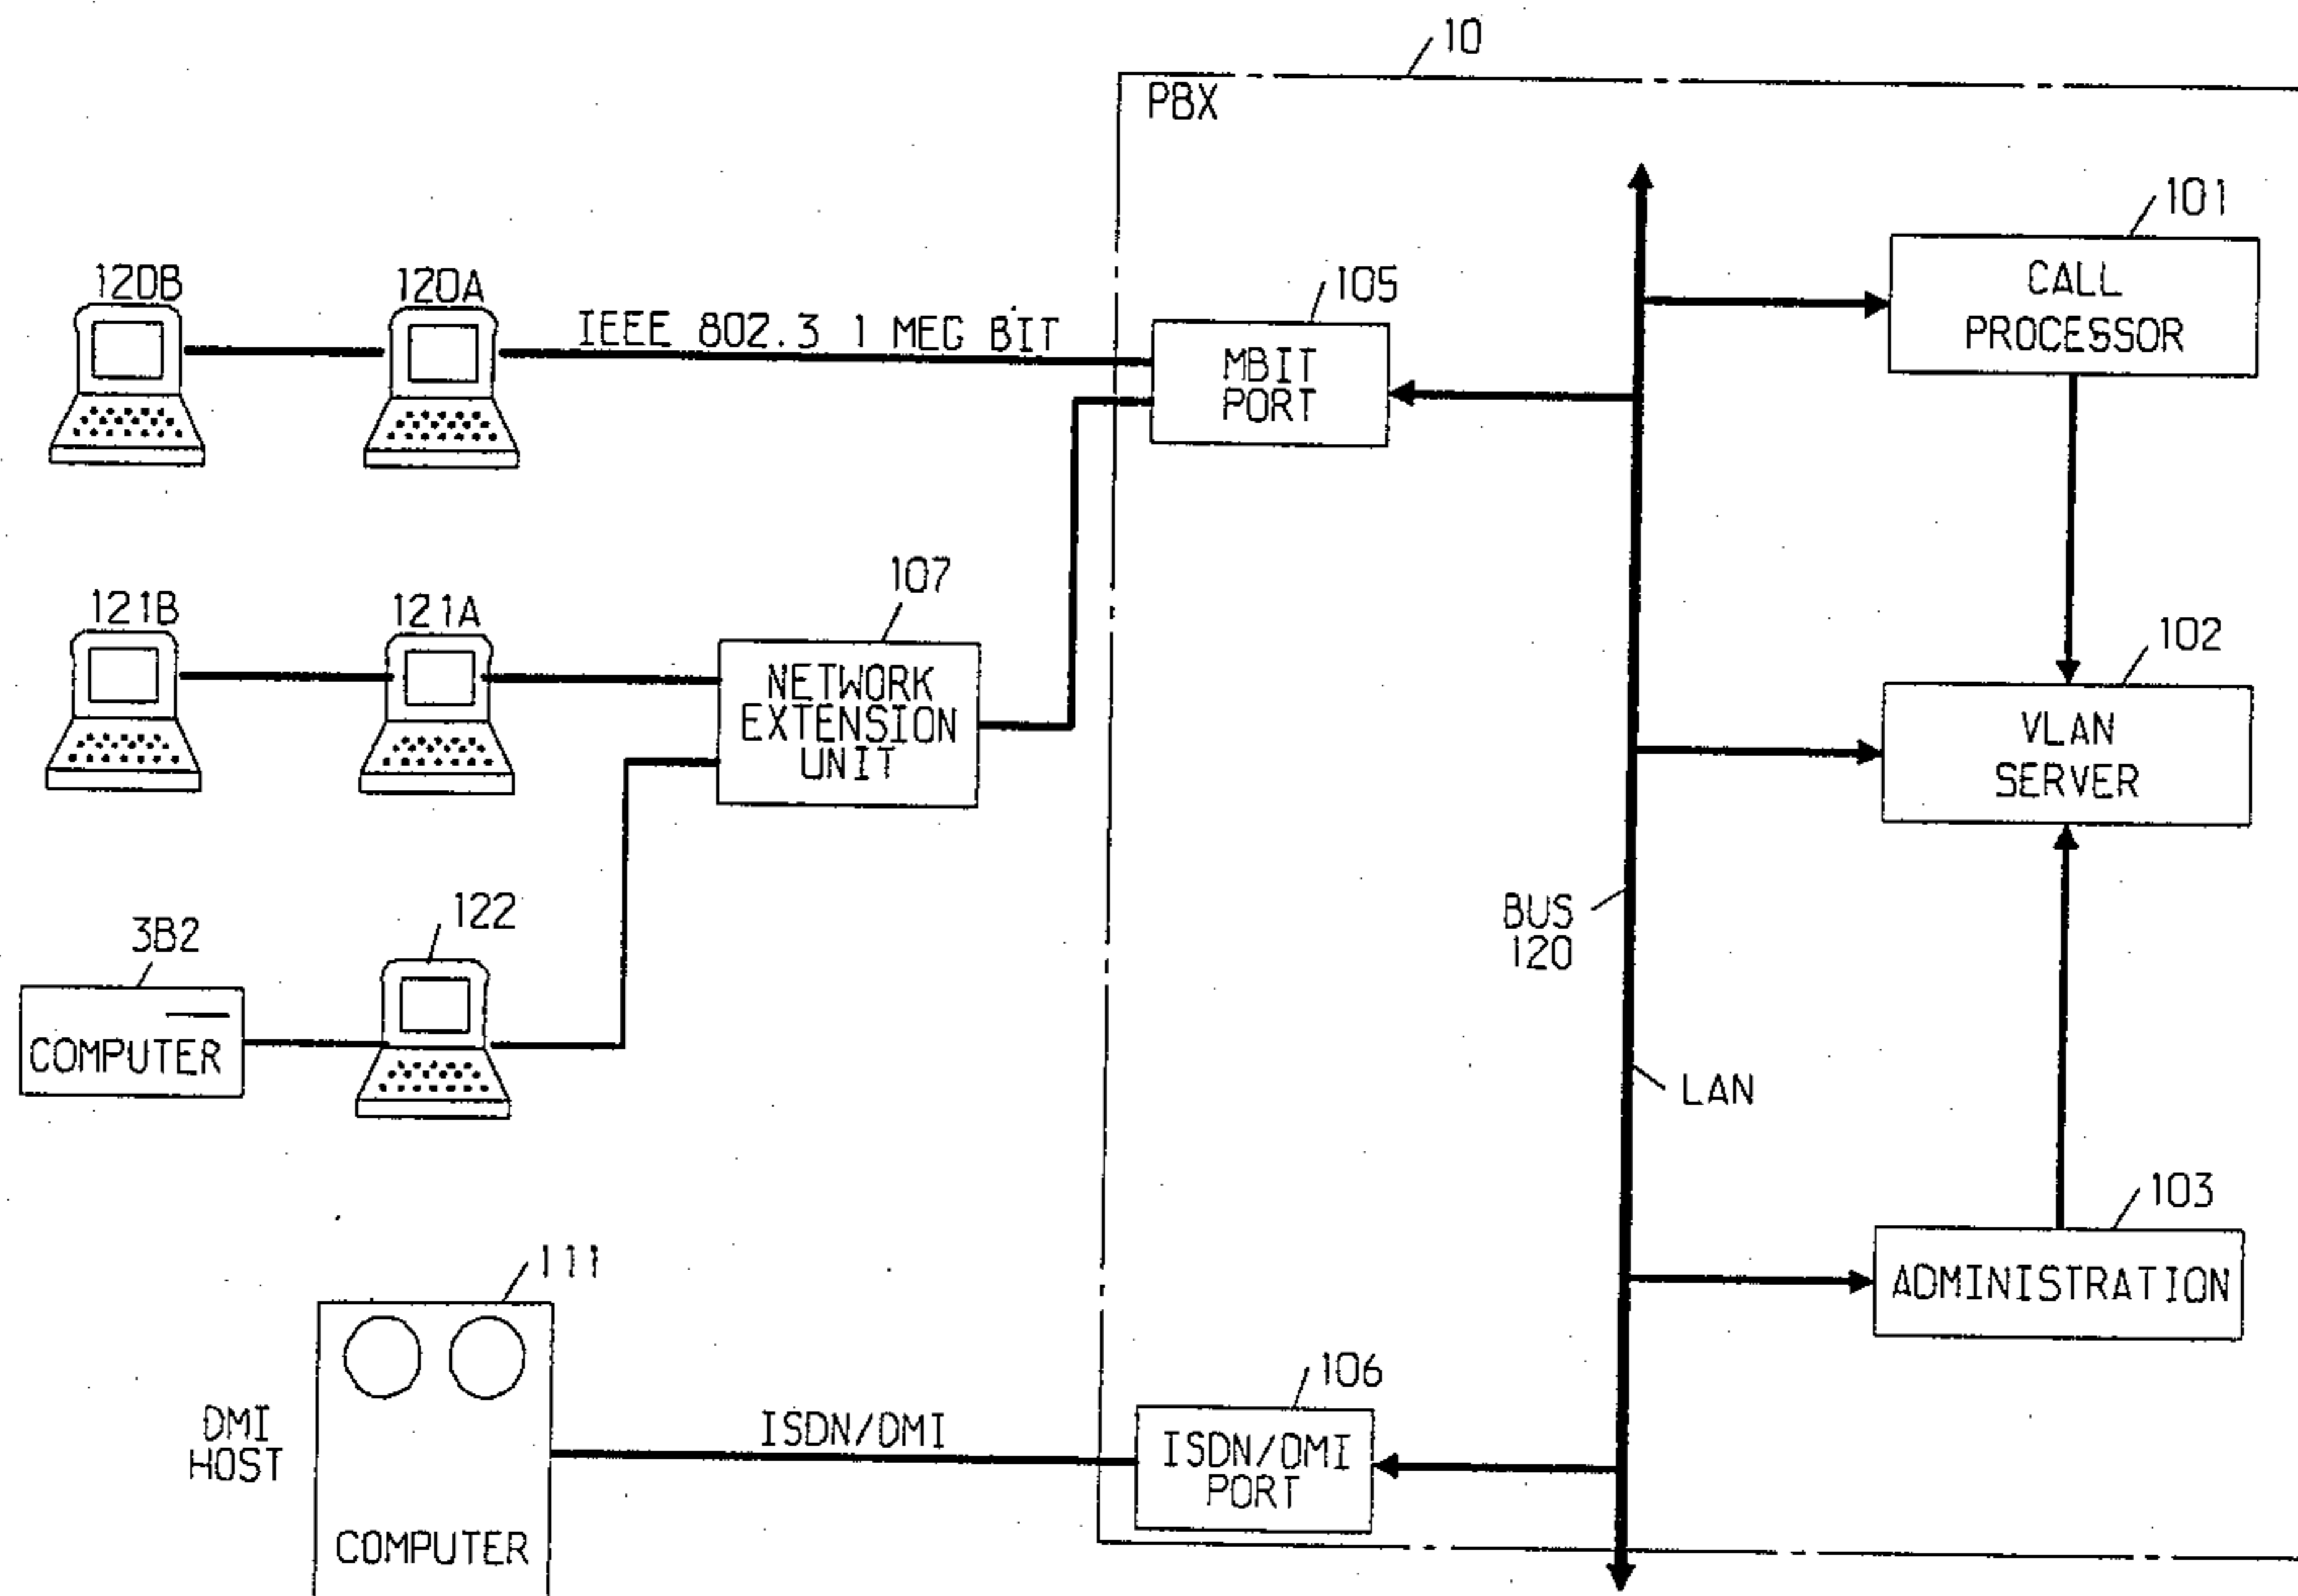 10
PBX
101
CALL
PROCESSOR
120B
120A
IEEE 802.3 1 MEG BIT
105
MBIT
PORT
121B
121A
107
NETWORK
EXTENSION
UNIT
102
VLAN
SERVER
BUS
120
3B2
COMPUTER
122
LAN
103
ADMINISTRATION
111
DMI
HOST
COMPUTER
ISDN/DMI
106
ISDN/DMI
PORT